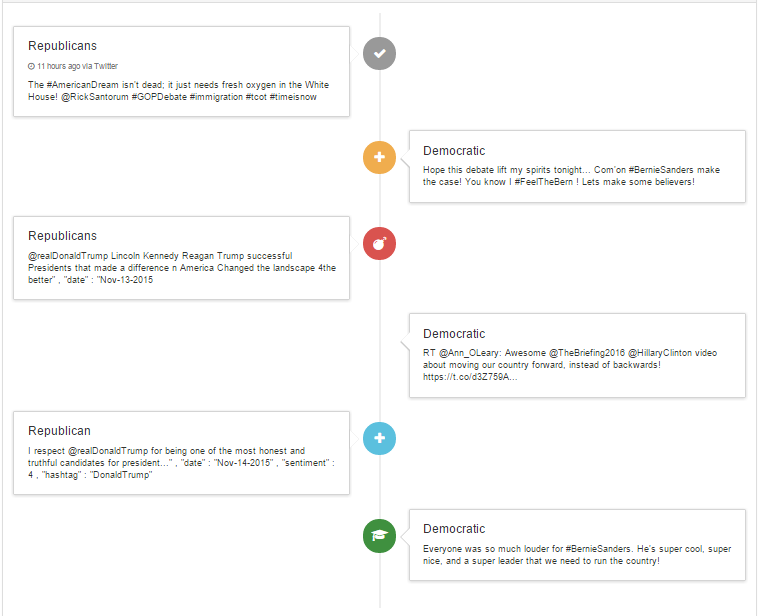 Republicans
11 hours ago via Twitter
The #AmericanDream isn't dead; it just needs fresh oxygen in the White
House! @RickSantorum #GOPDebate #immigration #tcot #timeisnow
Democratic
Hope this debate lift my spirits tonight... Com'on #BernieSanders make
the case! You know I #FeelTheBern ! Lets make some believers!
Republicans
@realDonaldTrump Lincoln Kennedy Reagan Trump successful
Presidents that made a difference n America Changed the landscape 4the
better" , "date" : "Nov-13-2015
Democratic
RT @Ann_OLeary: Awesome @TheBriefing2016 @HillaryClinton video
about moving our country forward, instead of backwards!
https://t.co/d3Z759A...
Republican
I respect @realDonaldTrump for being one of the most honest and
truthful candidates for president..." , "date" : "Nov-14-2015" , "sentiment" :
4 , "hashtag" : "DonaldTrump"
Democratic
Everyone was so much louder for #BernieSanders. He's super cool, super
nice, and a super leader that we need to run the country!